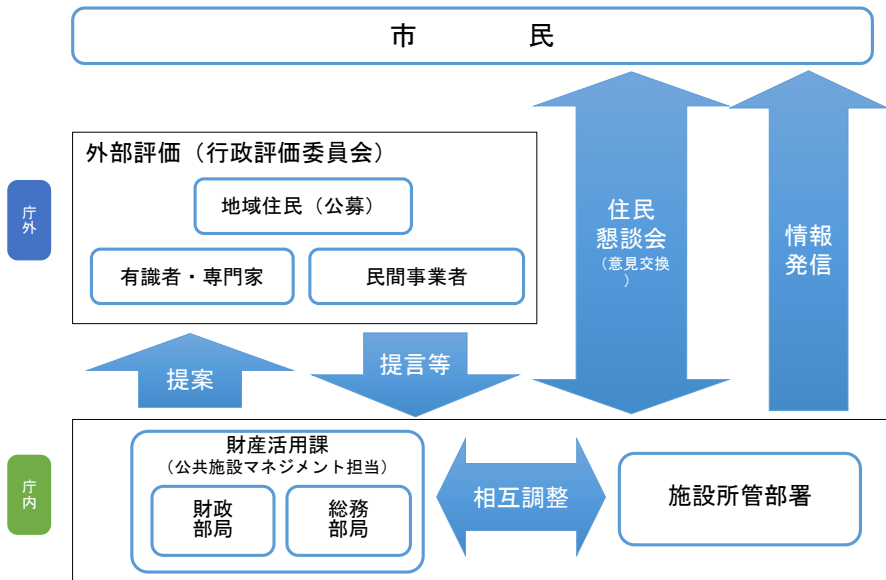 市　　　　民
外部評価（行政評価委員会）
地域住民（公募）
有識者・専門家
民間事業者
庁
外
住民
懇談会
（意見交換
）
情報
発信
提案
提言等
庁
内
財産活用課
（公共施設マネジメント担当）
財政
部局
総務
部局
相互調整
施設所管部署